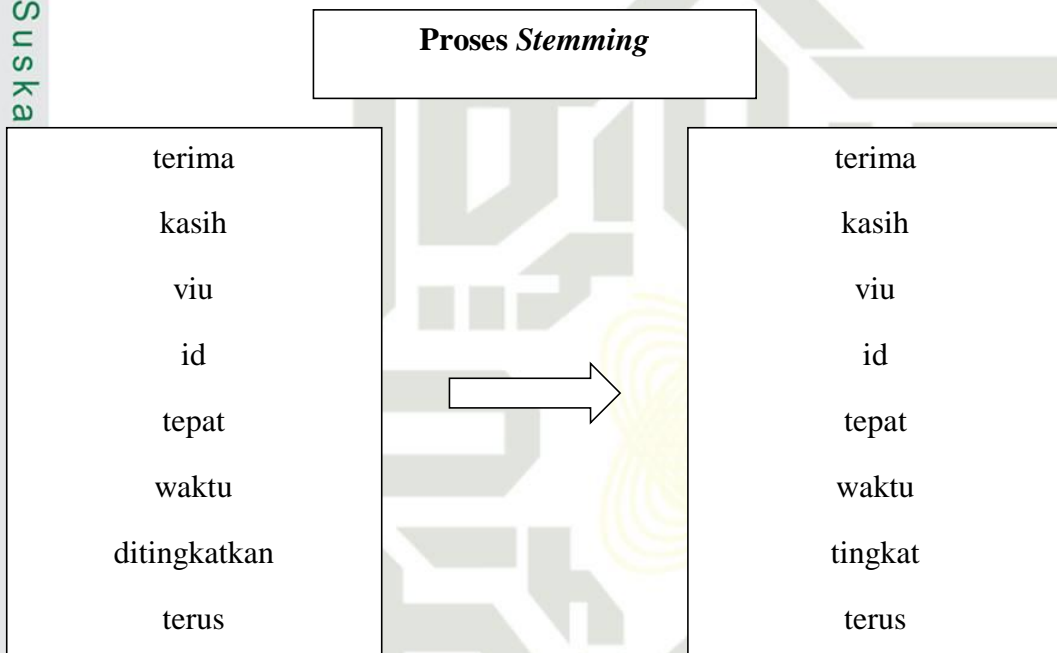 Suska
Proses Stemming
terima
kasih
viu
id
tepat
waktu
ditingkatkan
terus
terima
kasih
viu
id
tepat
waktu
tingkat
terus